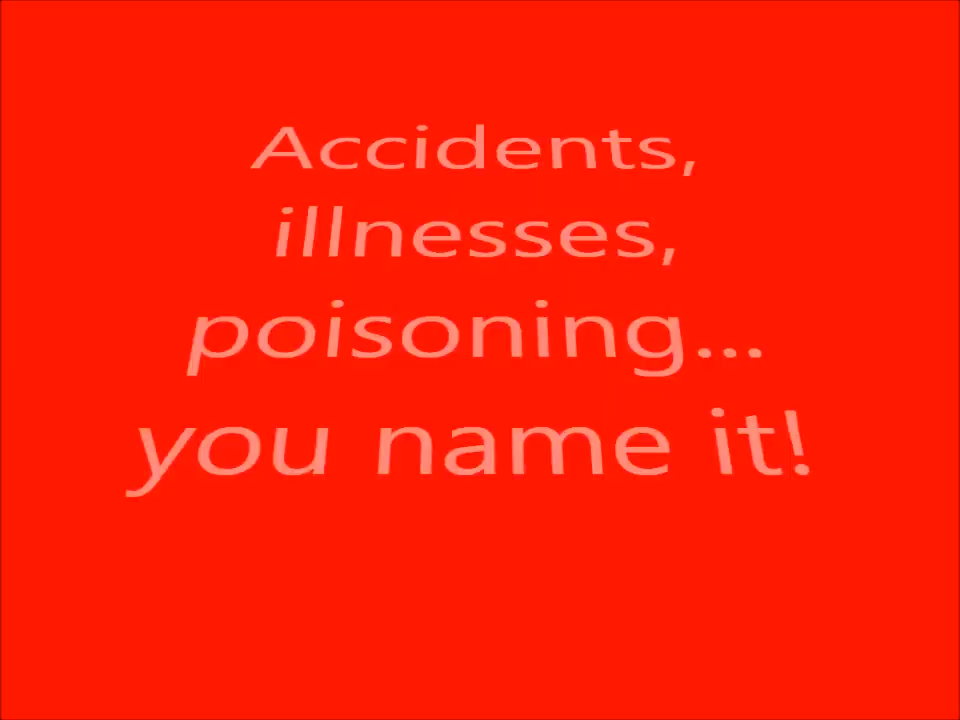 Accidents,
illnesses,
poisoning...
you name it!